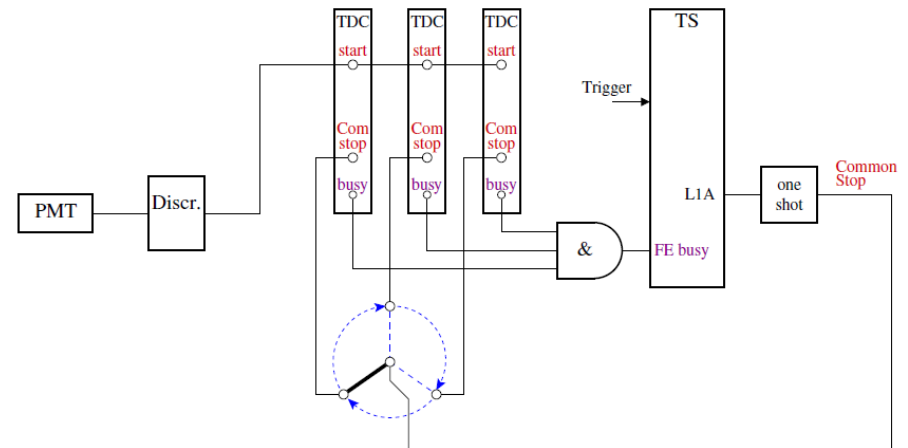 TDC TDC TDC TS
start start start
Trigger
Com Com Com
stop stop stop
busy busy busy
PMT
Discr.
L1A
one
shot
Common
Stop
&
FE busy